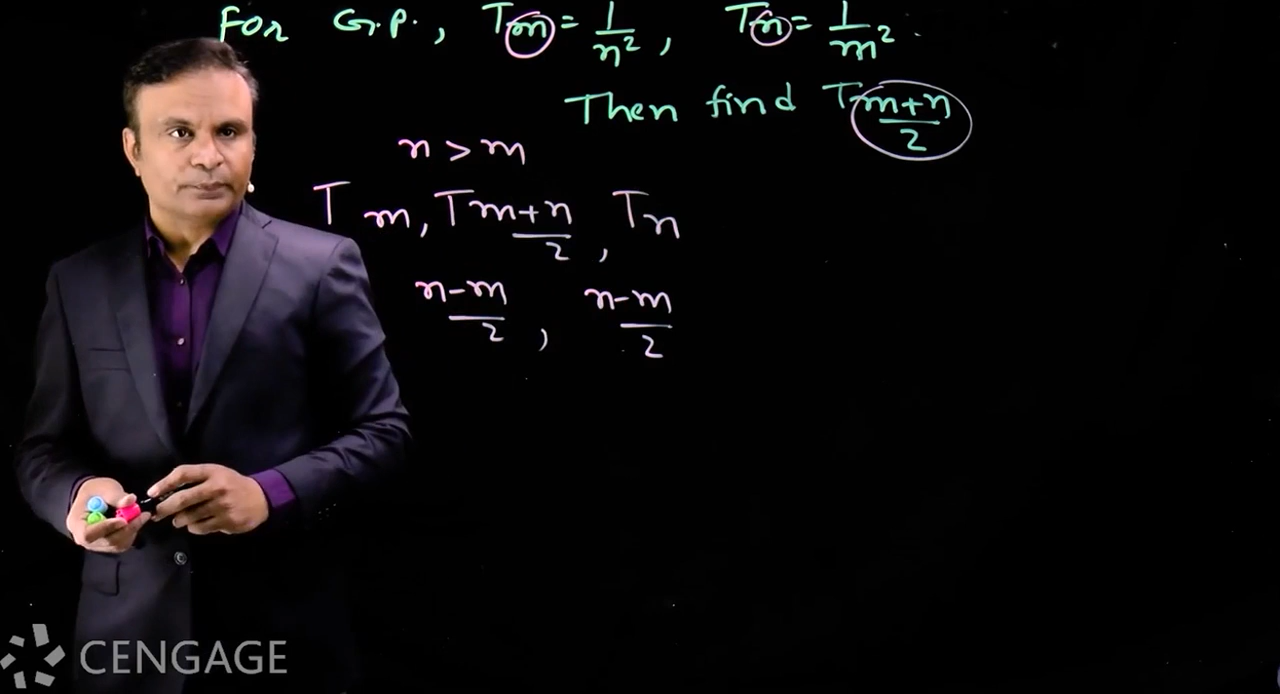 For G.P., Tm = 1/n², Tn = 1/m².
Then find T(m+n)/2
n > m
Tm, T(m+n)/2, Tn
(n-m)/2, (n-m)/2
CENGAGE